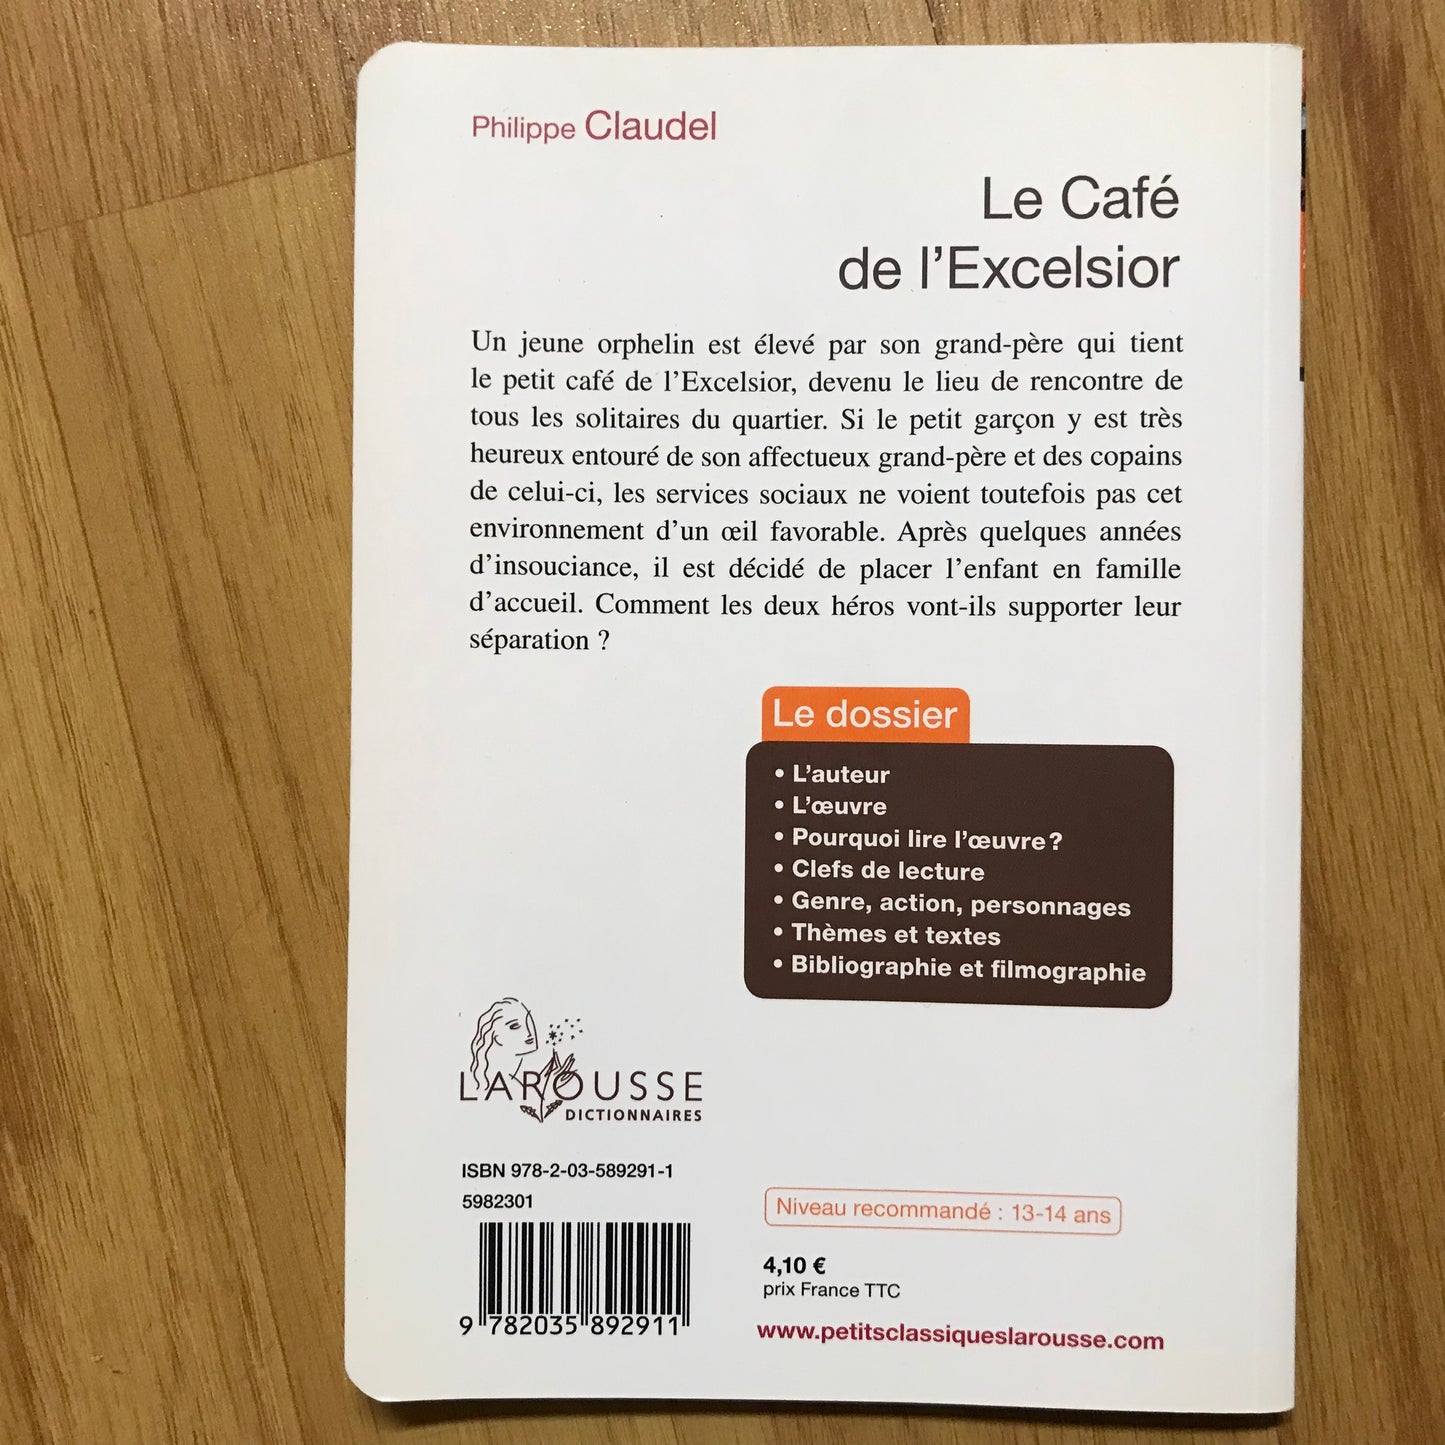 Philippe Claudel
Le Café
de l'Excelsior
Un jeune orphelin est élevé par son grand-père qui tient
le petit café de l'Excelsior, devenu le lieu de rencontre de
tous les solitaires du quartier. Si le petit garçon y est très
heureux entouré de son affectueux grand-père et des copains
de celui-ci, les services sociaux ne voient toutefois pas cet
environnement d'un œil favorable. Après quelques années
d'insouciance, il est décidé de placer l'enfant en famille
d'accueil. Comment les deux héros vont-ils supporter leur
séparation ?
Le dossier
• L'auteur
• L'œuvre
• Pourquoi lire l'œuvre ?
• Clefs de lecture
• Genre, action, personnages
• Thèmes et textes
• Bibliographie et filmographie
LAROUSSE
DICTIONNAIRES
ISBN 978-2-03-589291-1
5982301
9 782035 892911
Niveau recommandé : 13-14 ans
4,10 €
prix France TTC
www.petitsclassiqueslarousse.com